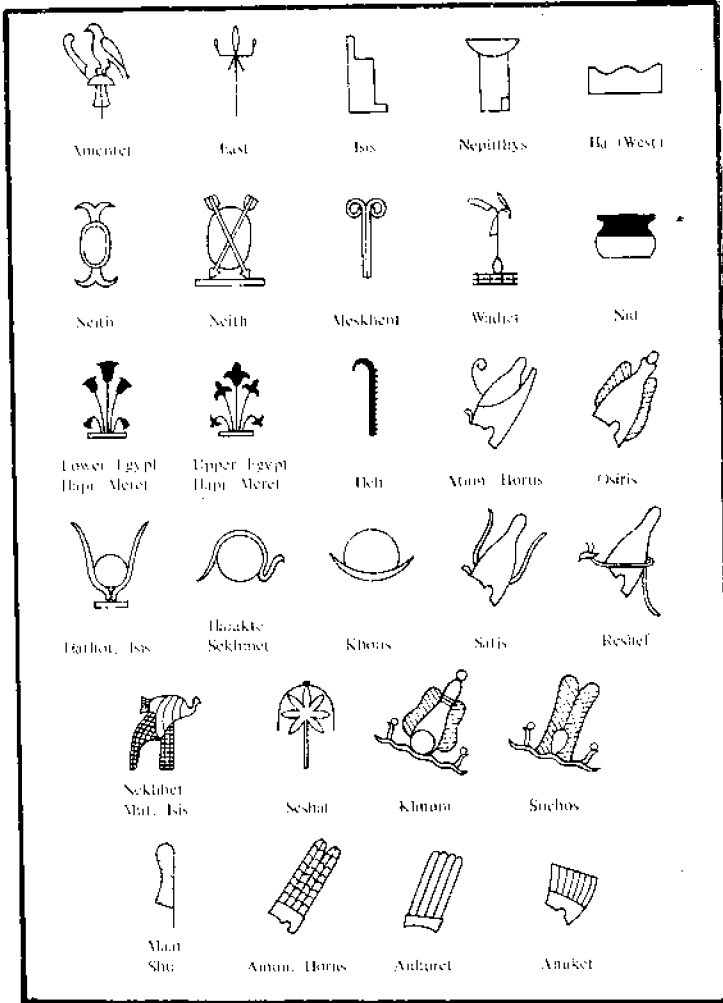 Amentet
East
Isis
Nephthys
Ha (West)
Neith
Neith
Meskhent
Wadjet
Nut
Lower Egypt
Hapi Meret
Upper Egypt
Hapi Meret
Heh
Atum Horus
Osiris
Hathor, Isis
Harakte
Sekhmet
Khons
Satis
Reshef
Nekhbet
Mut, Isis
Seshat
Khnum
Suchos
Maat
Shu
Amun, Horus
Anhuret
Anuket